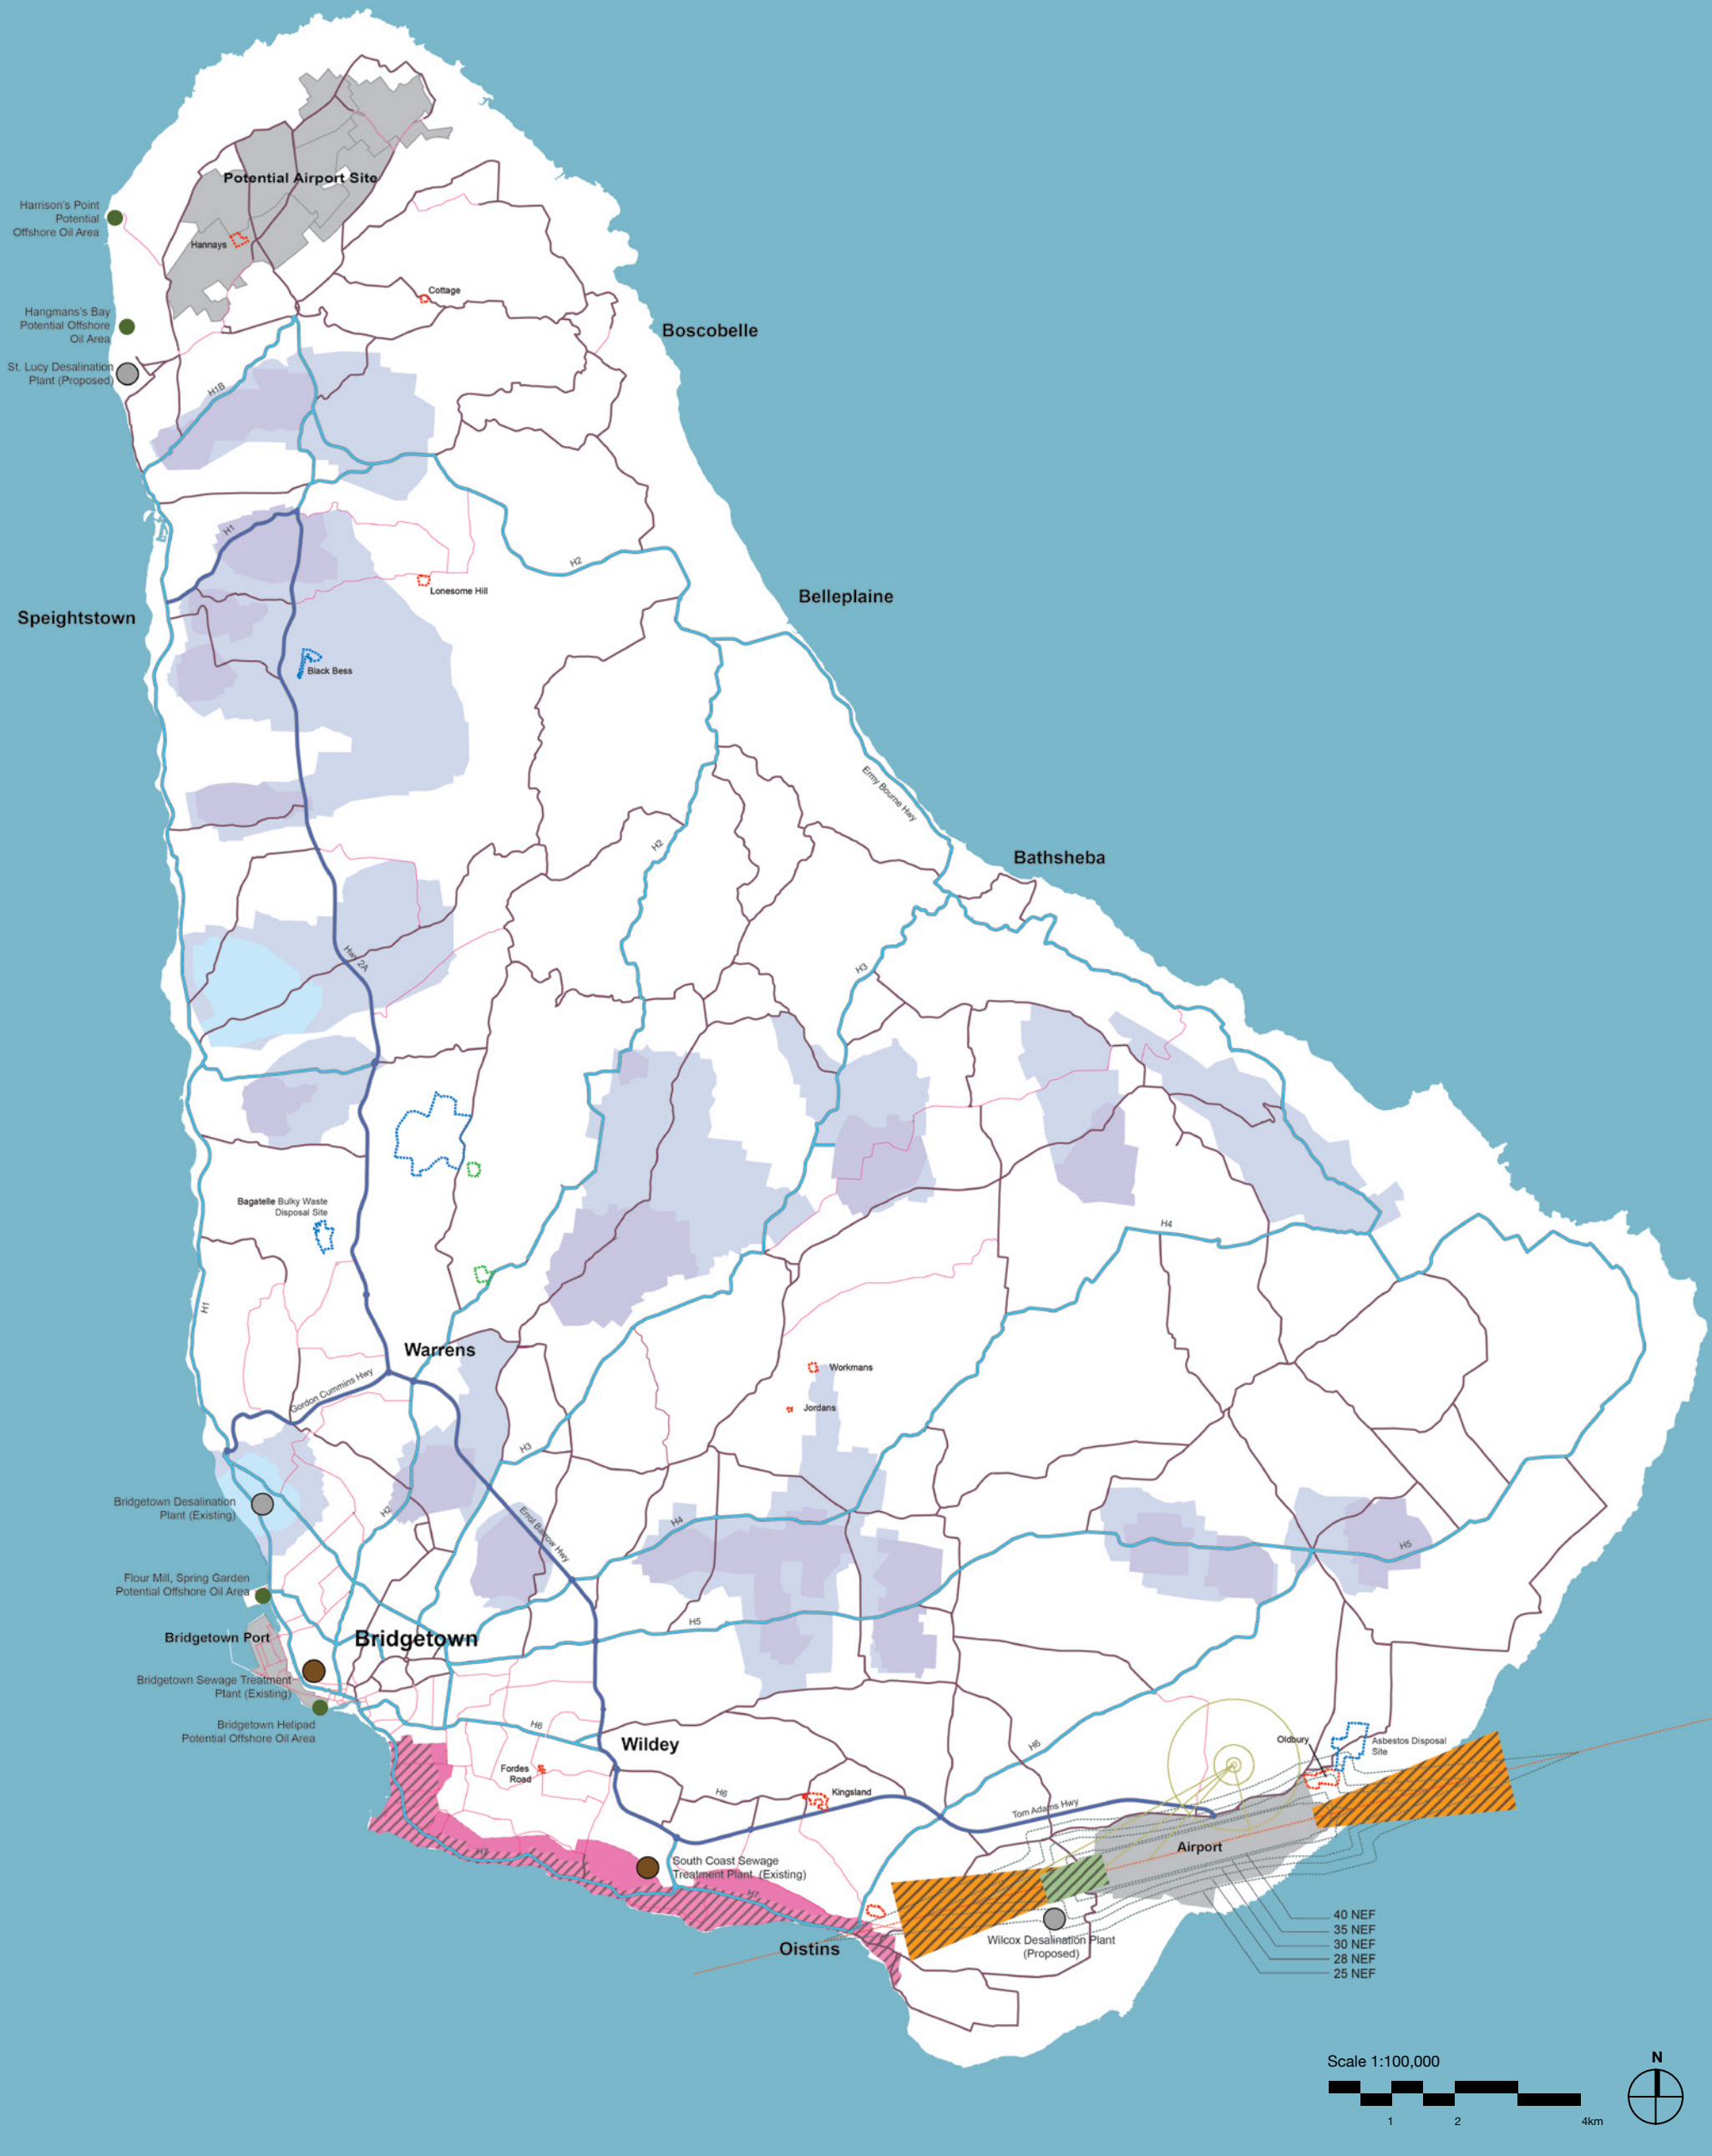 Potential Airport Site
Harrison's Point
Potential
Offshore Oil Area
Hannays
Cottage
Hangmans's Bay
Potential Offshore
Oil Area
Boscobelle
St. Lucy Desalination
Plant (Proposed)
H1B
H1
H2
Lonesome Hill
Belleplaine
Speightstown
Black Bess
Ermy Bourne Hwy
H2
Bathsheba
Hwy 2A
H3
Bagatelle Bulky Waste
Disposal Site
H4
H1
Warrens
Workmans
Gordon Cummins Hwy
Jordans
H3
Bridgetown Desalination
Plant (Existing)
H2
Errol Barrow Hwy
H4
H5
Flour Mill, Spring Garden
Potential Offshore Oil Area
H5
Bridgetown Port
Bridgetown
Bridgetown Sewage Treatment
Plant (Existing)
Bridgetown Helipad
Potential Offshore Oil Area
H6
Wildey
H6
Oldbury
Asbestos Disposal
Site
Fordes
Road
H6
Kingsland
Tom Adams Hwy
Airport
H7
South Coast Sewage
Treatment Plant (Existing)
H7
Oistins
Wilcox Desalination Plant
(Proposed)
40 NEF
35 NEF
30 NEF
28 NEF
25 NEF
Scale 1:100,000
N
1 2 4km